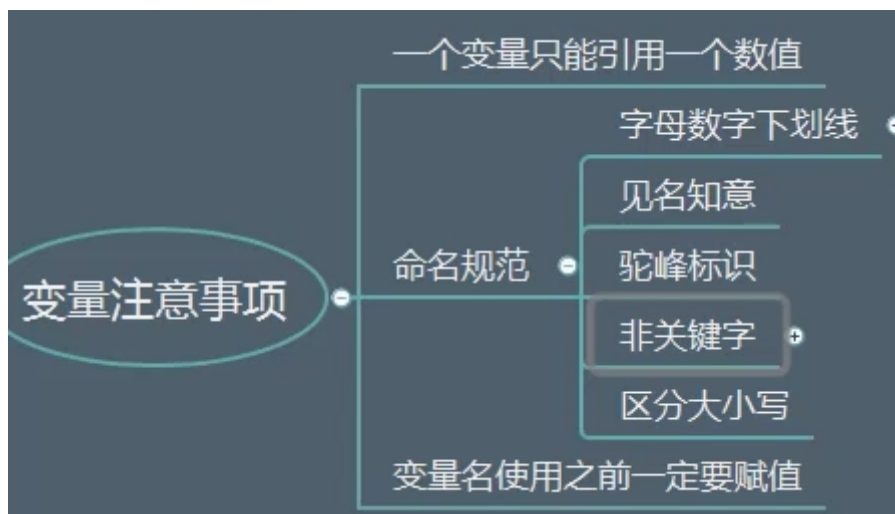 一个变量只能引用一个数值
字母数字下划线
见名知意
命名规范
驼峰标识
变量注意事项
非关键字
区分大小写
变量名使用之前一定要赋值